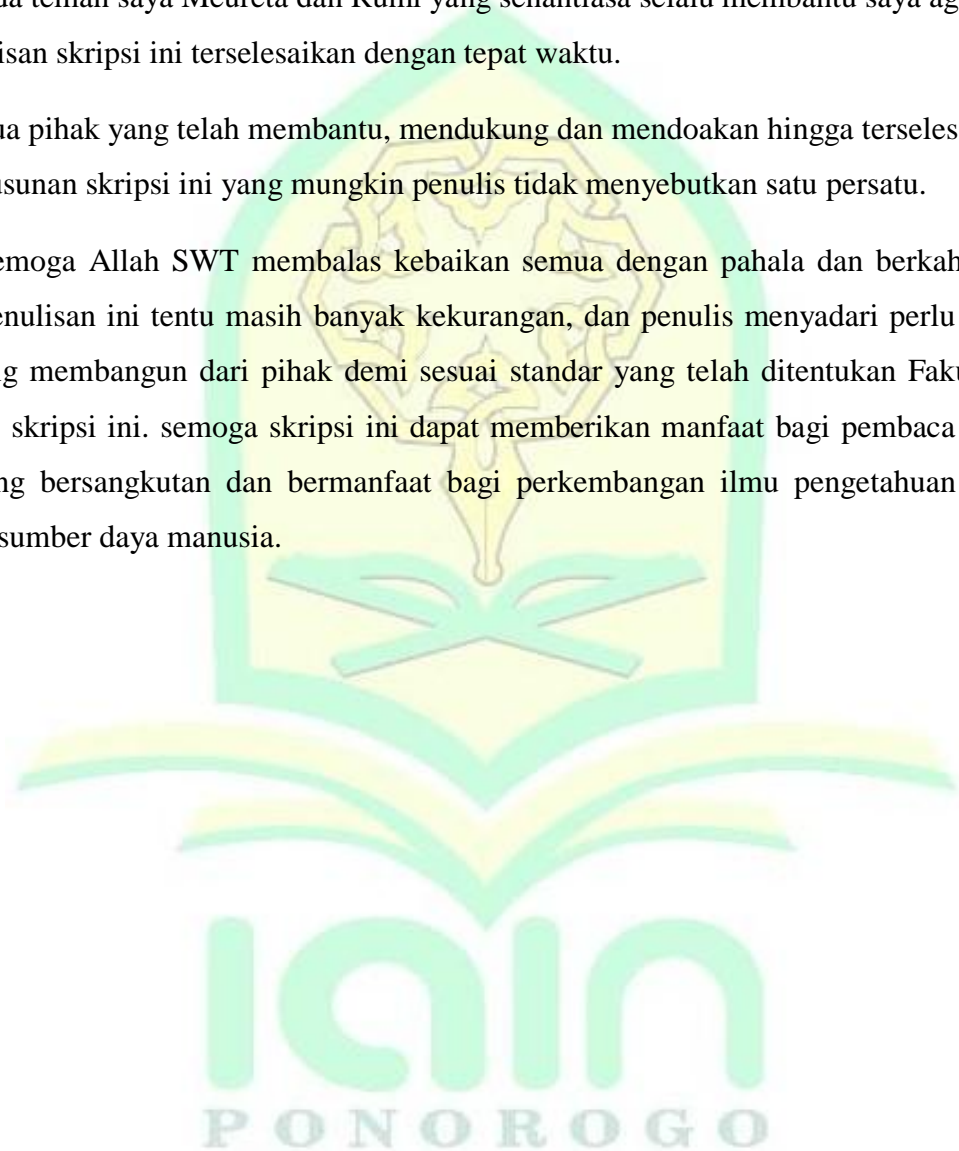 teman saya Meureta dan Rumi yang senantiasa selalu membantu saya
isan skripsi ini terselesaikan dengan tepat waktu.
ua pihak yang telah membantu, mendukung dan mendoakan hingga terseles
usunan skripsi ini yang mungkin penulis tidak menyebutkan satu persatu.
emoga Allah SWT membalas kebaikan semua dengan pahala dan berkah
enulisan ini tentu masih banyak kekurangan, dan penulis menyadari perlu
g membangun dari pihak demi sesuai standar yang telah ditentukan Faku
skripsi ini. semoga skripsi ini dapat memberikan manfaat bagi pembaca
ng bersangkutan dan bermanfaat bagi perkembangan ilmu pengetahuan
sumber daya manusia.
iain
PONOROGO